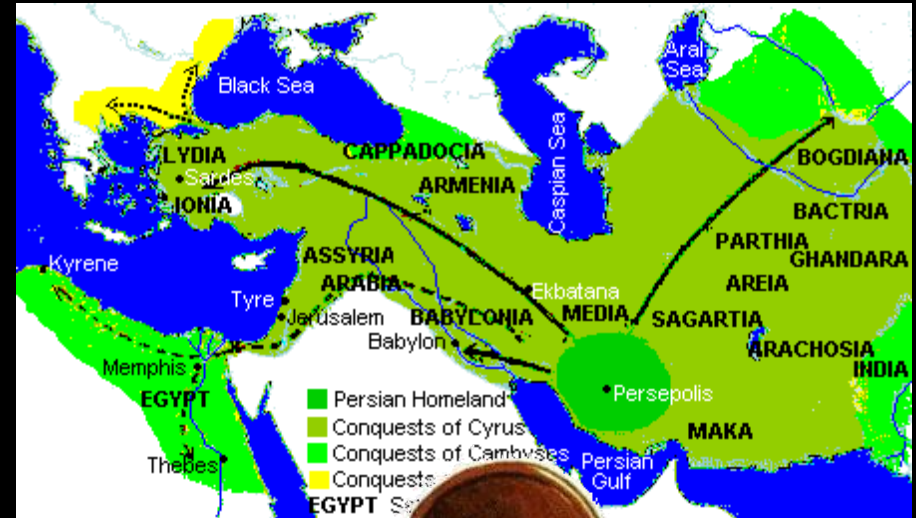 Black Sea
Aral
Sea
Caspian Sea
LYDIA
Sardes
IONIA
CAPPADOCIA
ARMENIA
BOGDIANA
BACTRIA
PARTHIA
GHANDARA
AREIA
ASSYRIA
ARABIA
Kyrene
Tyre
Jerusalem
Ekbatana
BABYLONIA
MEDIA
SAGARTIA
Babylon
ARACHOSIA
INDIA
Memphis
EGYPT
Persepolis
MAKA
Thebes
Persian
Gulf
Persian Homeland
Conquests of Cyrus
Conquests of Cambyses
Conquests
EGYPT